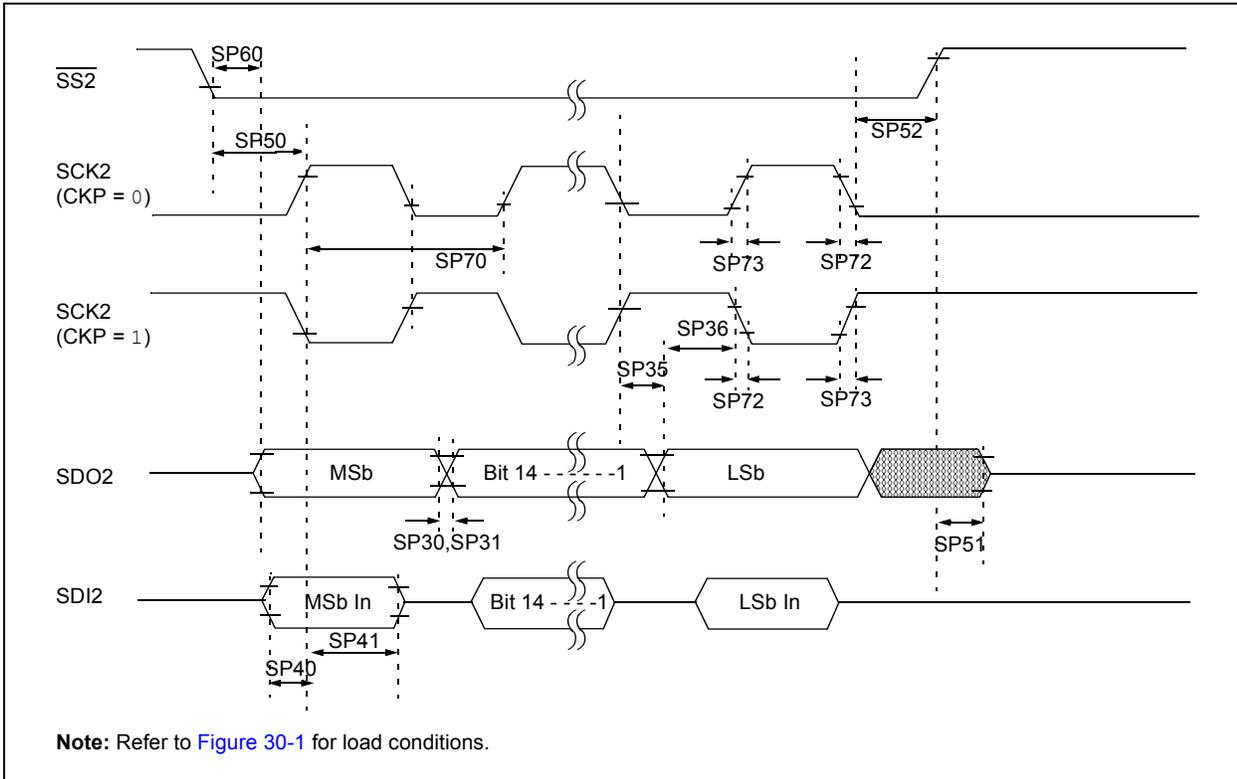 SP60
SS2
SP52
SP50
SCK2
(CKP = 0)
SP73
SP72
SP70
SCK2
(CKP = 1)
SP36
SP35
SP72
SP73
SDO2
MSb
Bit 14 - - - - - -1
LSb
SP30,SP31
SP51
SDI2
MSb In
Bit 14 - - - -1
LSb In
SP41
SP40
Note: Refer to Figure 30-1 for load conditions.